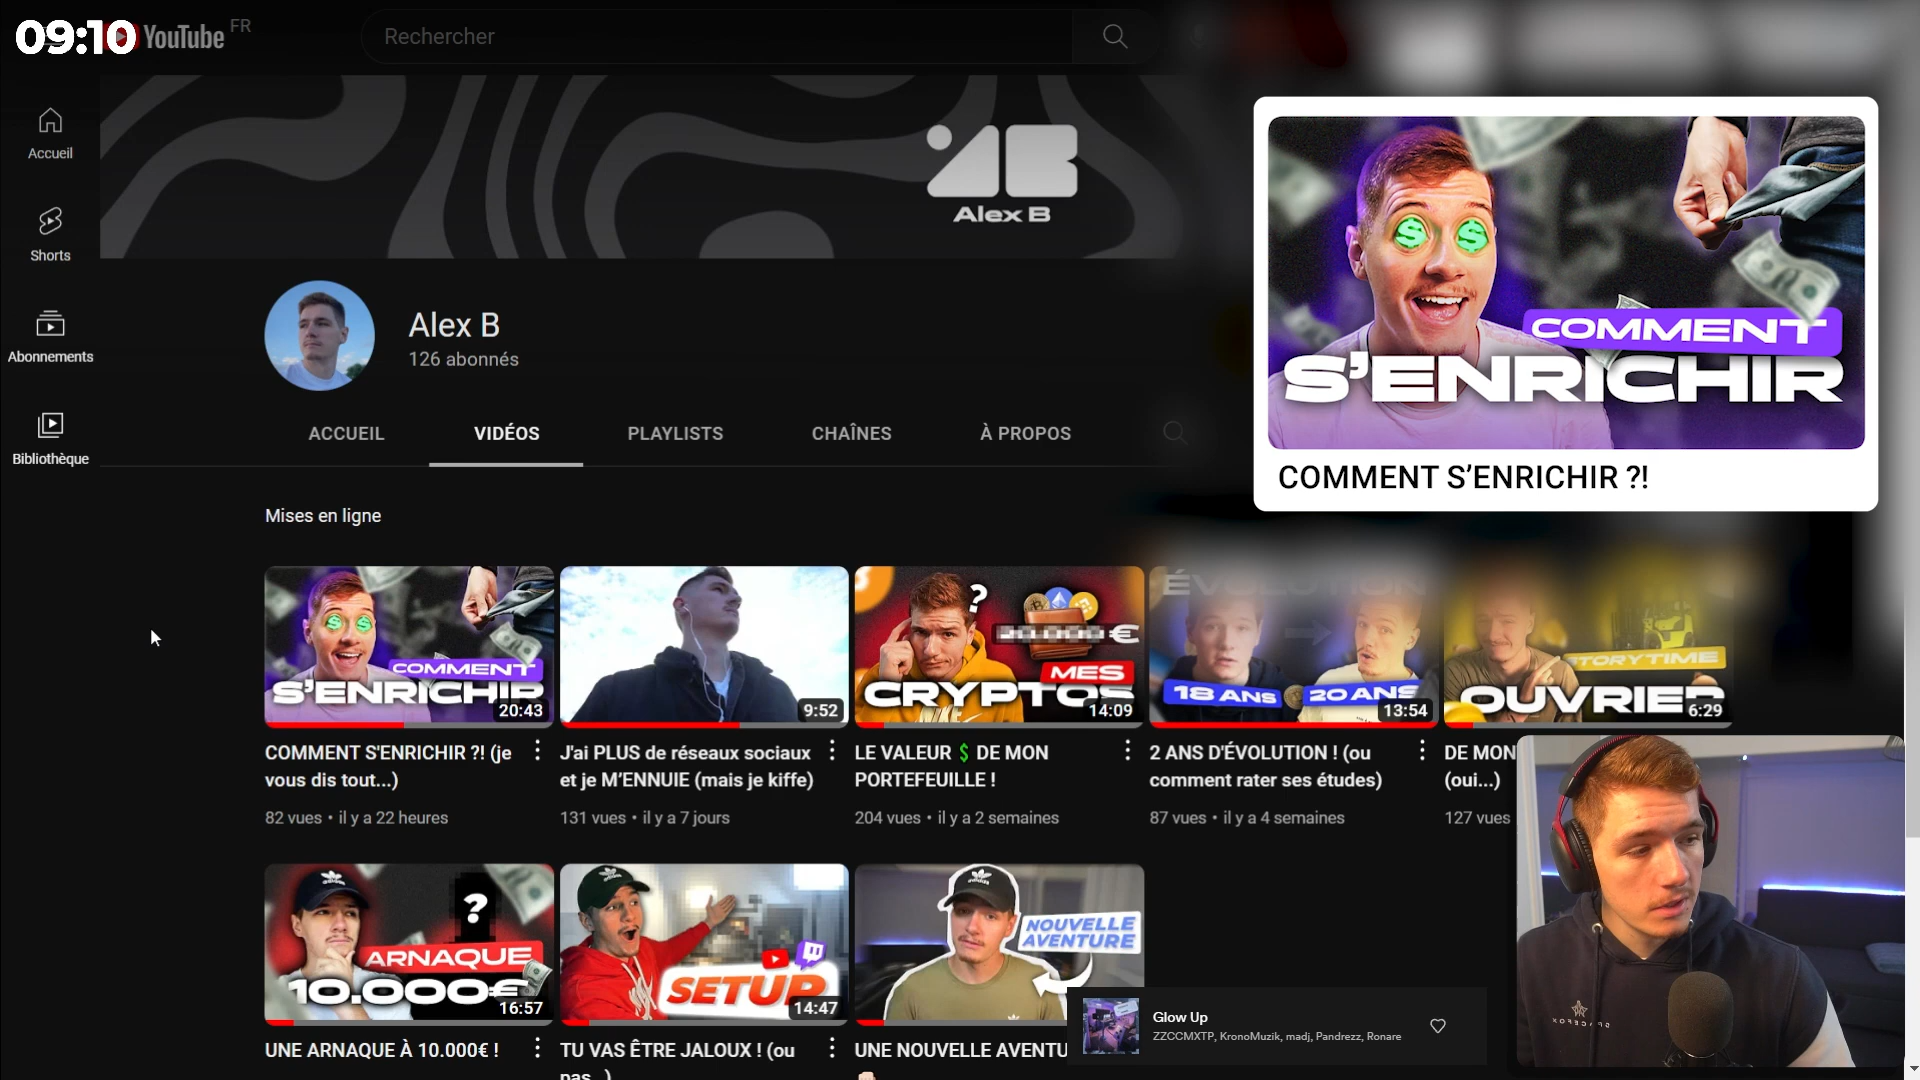 09:10
YouTube FR
Rechercher
Accueil
Shorts
Abonnements
Bibliothèque
Alex B
Alex B
126 abonnés
ACCUEIL
VIDÉOS
PLAYLISTS
CHAÎNES
À PROPOS
COMMENT
S'ENRICHIR
COMMENT S'ENRICHIR ?!
Mises en ligne
COMMENT
S'ENRICHIR
20:43
COMMENT S'ENRICHIR ?! (je
vous dis tout...)
82 vues • il y a 22 heures
9:52
J'ai PLUS de réseaux sociaux
et je M'ENNUIE (mais je kiffe)
131 vues • il y a 7 jours
?
€
MES
CRYPTOS
14:09
LE VALEUR 💲 DE MON
PORTEFEUILLE !
204 vues • il y a 2 semaines
ÉVOLUTION
18 ANS
20 ANS
13:54
2 ANS D'ÉVOLUTION ! (ou
comment rater ses études)
87 vues • il y a 4 semaines
STORYTIME
OUVRIER
6:29
DE MON
(oui...)
127 vues
?
ARNAQUE
10.000€
16:57
UNE ARNAQUE À 10.000€ !
SETUP
14:47
TU VAS ÊTRE JALOUX ! (ou
pas..)
NOUVELLE
AVENTURE
UNE NOUVELLE AVENTU
Glow Up
ZZCCMXTP, KronoMuzik, madj, Pandrezz, Ronare